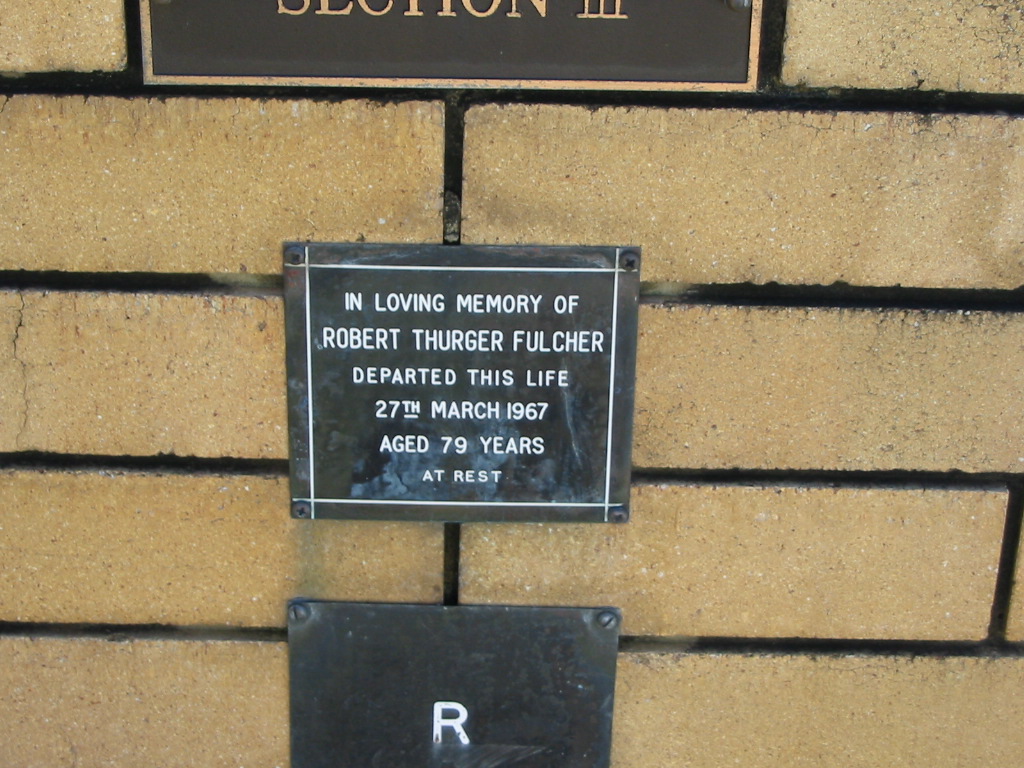 SECTION III
IN LOVING MEMORY OF
ROBERT THURGER FULCHER
DEPARTED THIS LIFE
27TH MARCH 1967
AGED 79 YEARS
AT REST
R